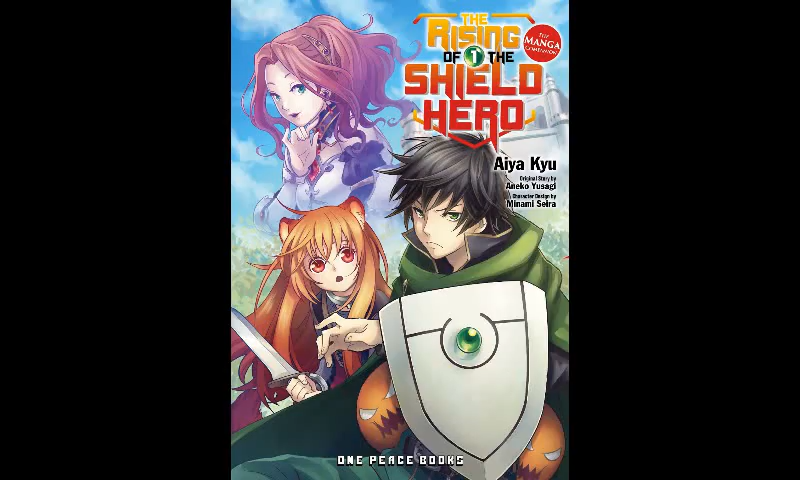 THE
RISING
OF 1 THE
SHIELD
HERO
THE
MANGA
COMPANION
Aiya Kyu
Original Story by
Aneko Yusagi
Character Design by
Minami Seira
ONE PEACE BOOKS